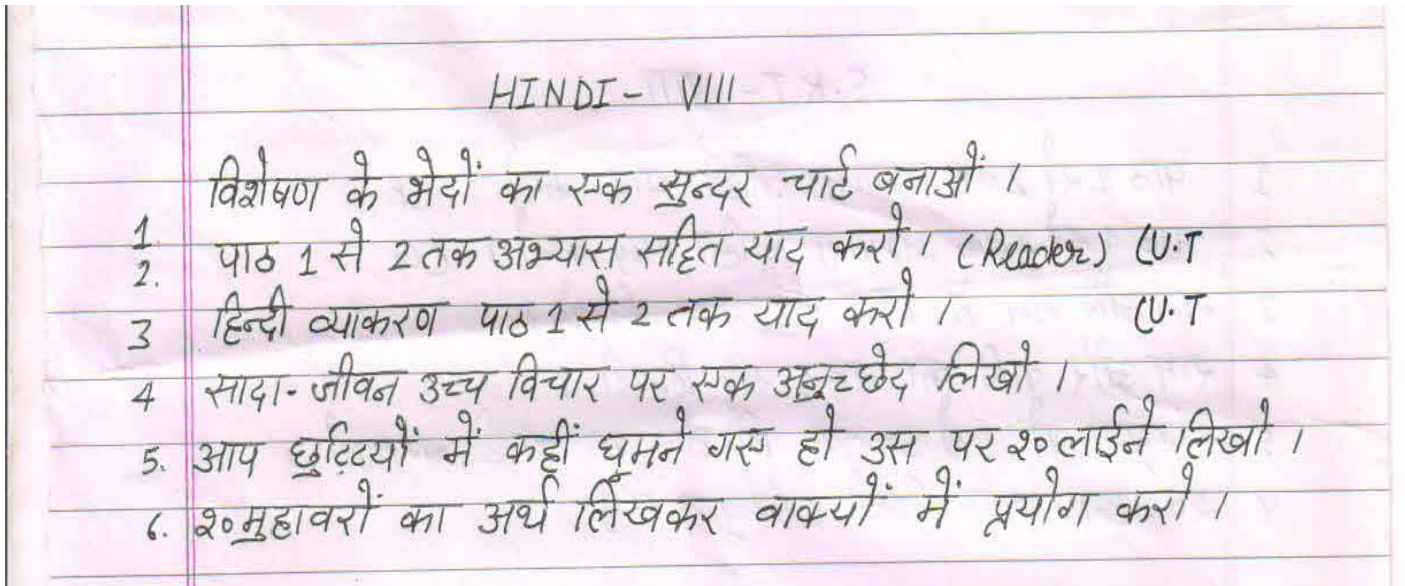 HINDI - VIII
विशेषण के भेदों का एक सुन्दर चार्ट बनाओं ।
1. पाठ 1 से 2 तक अभ्यास सहित याद करो । (Reader) (U.T
2.
3 हिन्दी व्याकरण पाठ 1 से 2 तक याद करो । (U.T
4 सादा - जीवन उच्च विचार पर एक अनुच्छेद लिखो ।
5. आप छुट्टियों में कहीं घूमने गए हो उस पर २० लाईने लिखो ।
6. २० मुहावरों का अर्थ लिखकर वाक्यों में प्रयोग करो ।